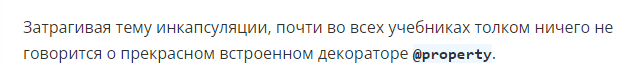 Затрагивая тему инкапсуляции, почти во всех учебниках толком ничего не
говорится о прекрасном встроенном декораторе @property.